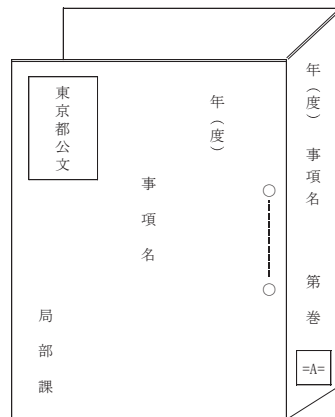 年（度）　事項名　第　巻
=A=
年（度）
事項名
東京都公文
局部課